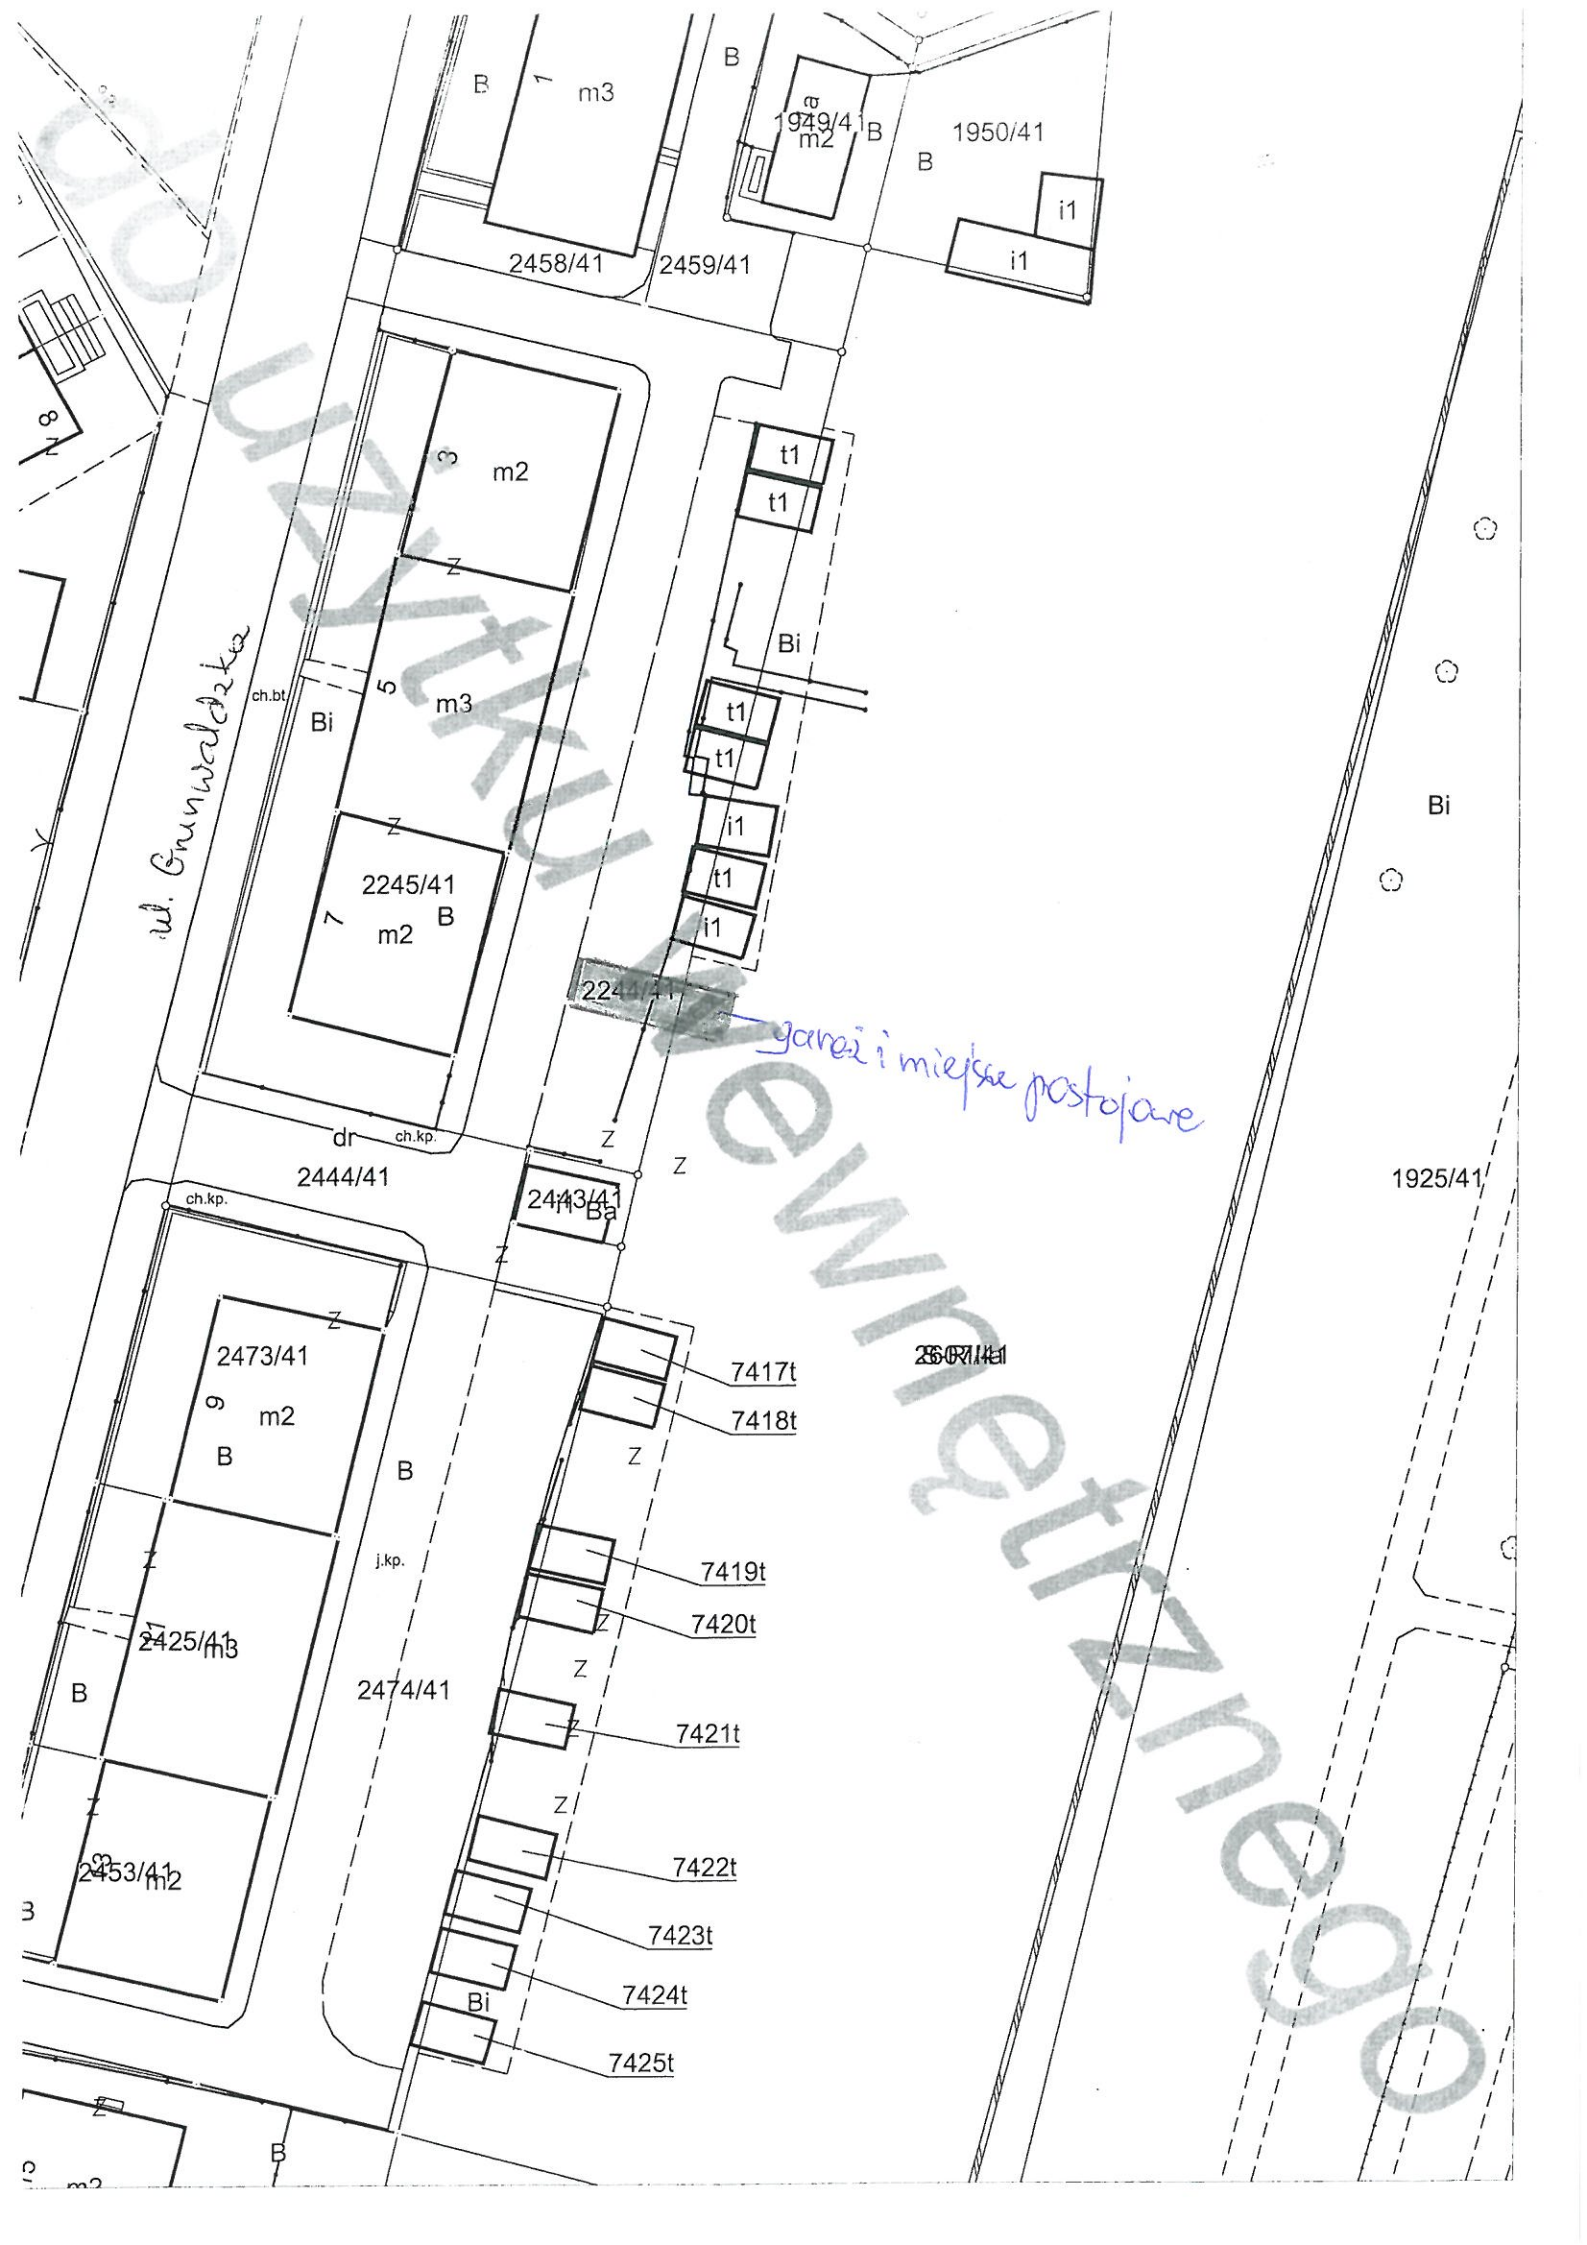 B
1
m3
B
1949/41
m2
B
1950/41
B
i1
i1
2458/41
2459/41
8
Z
3
m2
t1
t1
Z
Bi
ch.bt
5
m3
Bi
t1
t1
Bi
Z
i1
2245/41
B
t1
7
m2
i1
2244/41
ul. Grunwaldzka
garaż i miejsce postojowe
dr
ch.kp.
Z
Z
2444/41
1925/41
ch.kp.
2443/41
i1
Ba
Z
Z
2473/41
7417t
9
m2
7418t
B
B
Z
j.kp.
7419t
Z
7420t
Z
2425/41
m3
Z
B
2474/41
7421t
Z
Z
Z
7422t
2453/41
m2
B
7423t
7424t
Bi
7425t
Z
B
m2
do użytku wewnętrznego